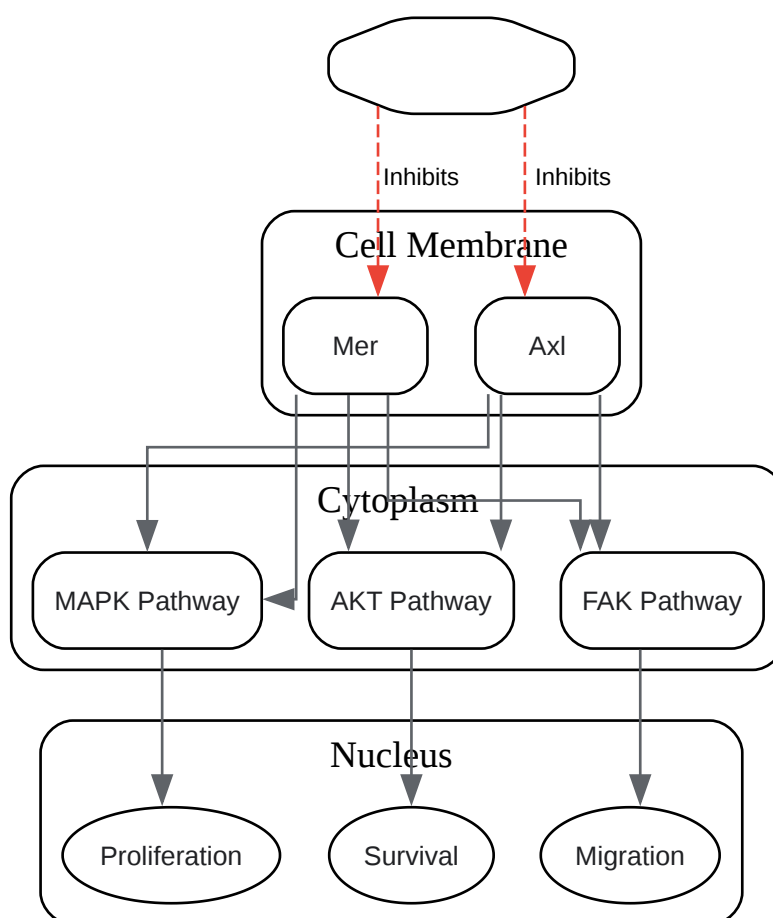 Inhibits
Inhibits
Cell Membrane
Mer
Axl
Cytoplasm
MAPK Pathway
AKT Pathway
FAK Pathway
Nucleus
Proliferation
Survival
Migration